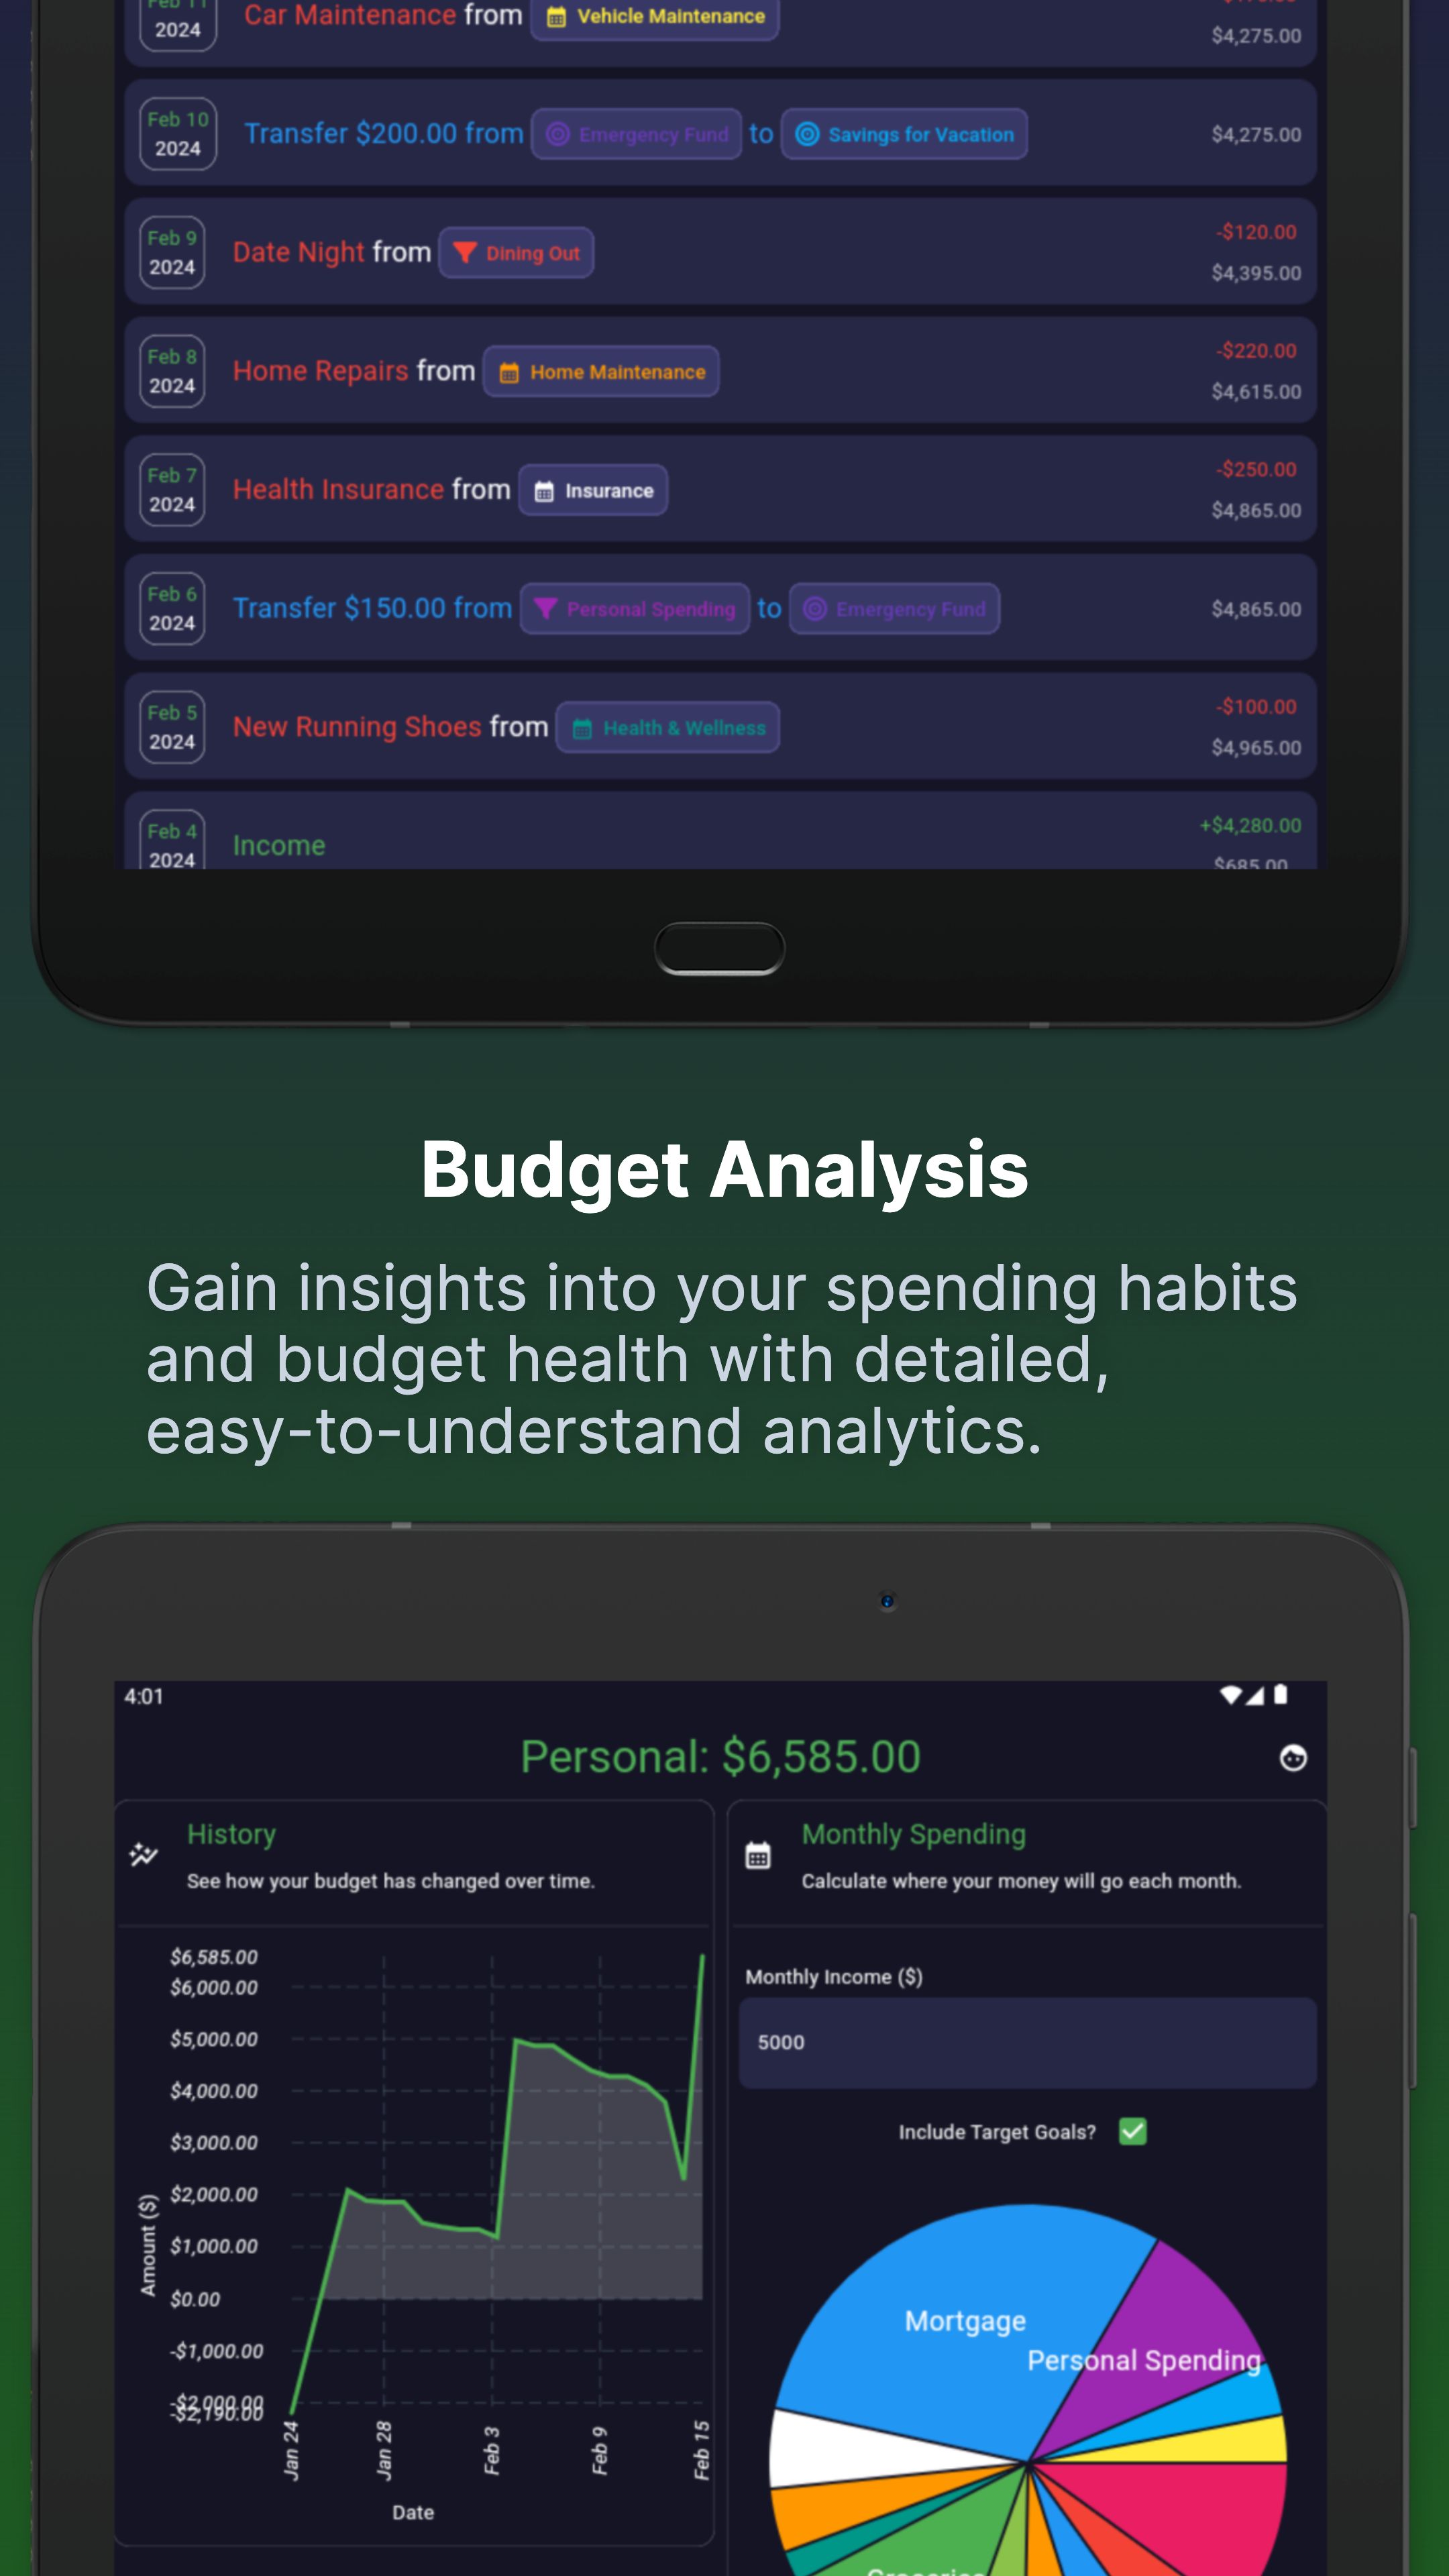 Feb 11
2024
Car Maintenance from Vehicle Maintenance
$4,275.00
Feb 10
2024
Transfer $200.00 from Emergency Fund to Savings for Vacation
$4,275.00
Feb 9
2024
Date Night from Dining Out
-$120.00
$4,395.00
Feb 8
2024
Home Repairs from Home Maintenance
-$220.00
$4,615.00
Feb 7
2024
Health Insurance from Insurance
-$250.00
$4,865.00
Feb 6
2024
Transfer $150.00 from Personal Spending to Emergency Fund
$4,865.00
Feb 5
2024
New Running Shoes from Health & Wellness
-$100.00
$4,965.00
Feb 4
2024
Income
+$4,280.00
$685.00
Budget Analysis
Gain insights into your spending habits
and budget health with detailed,
easy-to-understand analytics.
4:01
Personal: $6,585.00
History
See how your budget has changed over time.
$6,585.00
$6,000.00
$5,000.00
$4,000.00
$3,000.00
$2,000.00
$1,000.00
$0.00
-$1,000.00
-$2,000.00
-$2,190.00
Amount ($)
Jan 24
Jan 28
Feb 3
Feb 9
Feb 15
Date
Monthly Spending
Calculate where your money will go each month.
Monthly Income ($)
5000
Include Target Goals?
Mortgage
Personal Spending
Groceries